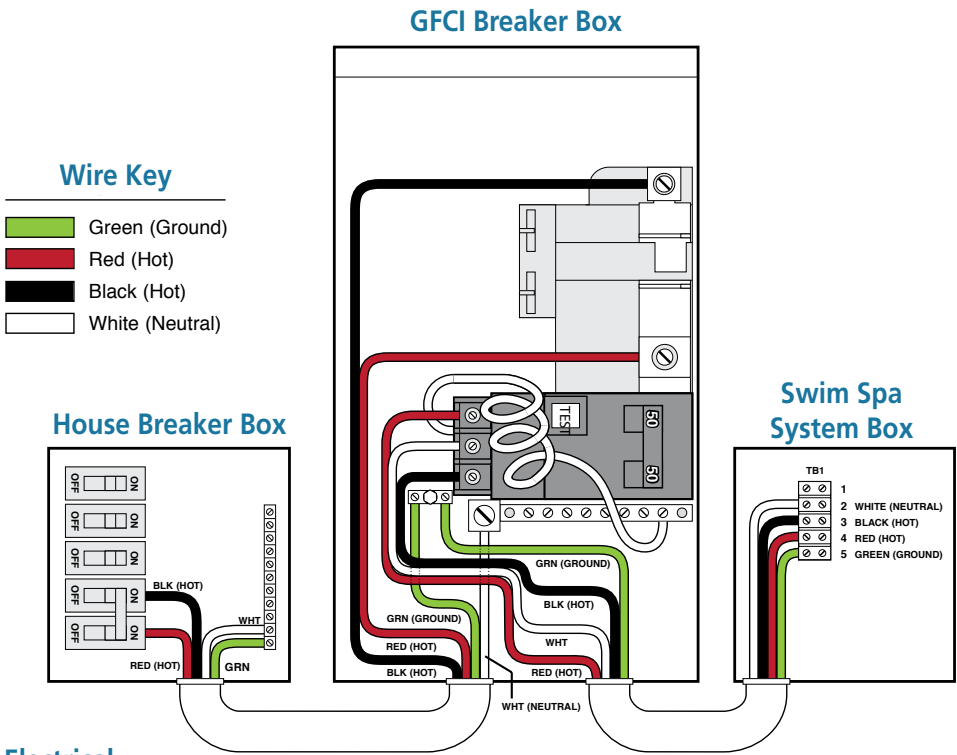 GFCI Breaker Box
Wire Key
Green (Ground)
Red (Hot)
Black (Hot)
White (Neutral)
House Breaker Box
Swim Spa
System Box
TEST
50
50
OFF ON
OFF ON
OFF ON
OFF ON
OFF ON
BLK (HOT)
WHT
RED (HOT)
GRN
GRN (GROUND)
BLK (HOT)
GRN (GROUND)
WHT
RED (HOT)
BLK (HOT)
RED (HOT)
WHT (NEUTRAL)
TB1
1
2 WHITE (NEUTRAL)
3 BLACK (HOT)
4 RED (HOT)
5 GREEN (GROUND)
Electrical